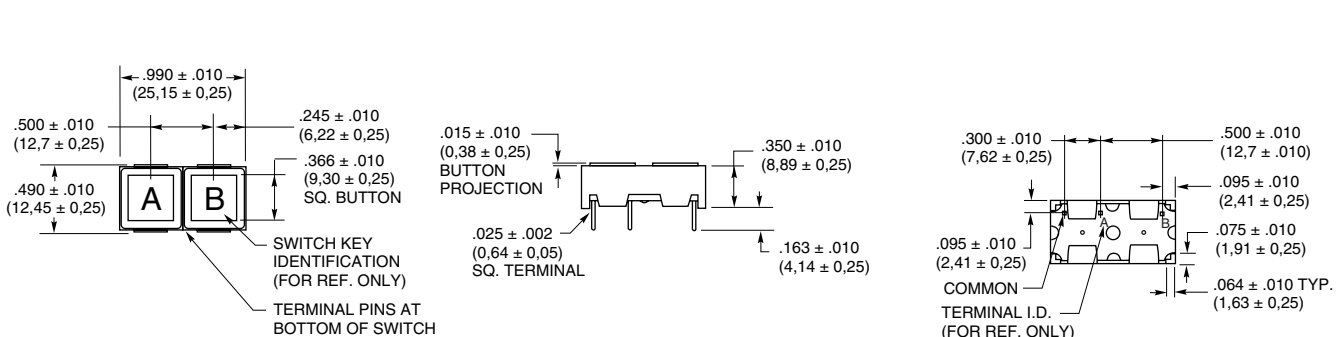 .990 ± .010
(25,15 ± 0,25)
.500 ± .010
(12,7 ± 0,25)
.245 ± .010
(6,22 ± 0,25)
.490 ± .010
(12,45 ± 0,25)
.366 ± .010
(9,30 ± 0,25)
SQ. BUTTON
A
B
SWITCH KEY
IDENTIFICATION
(FOR REF. ONLY)
TERMINAL PINS AT
BOTTOM OF SWITCH
.015 ± .010
(0,38 ± 0,25)
BUTTON
PROJECTION
.350 ± .010
(8,89 ± 0,25)
.025 ± .002
(0,64 ± 0,05)
SQ. TERMINAL
.163 ± .010
(4,14 ± 0,25)
.300 ± .010
(7,62 ± 0,25)
.500 ± .010
(12,7 ± .010)
.095 ± .010
(2,41 ± 0,25)
A
B
.095 ± .010
(2,41 ± 0,25)
.075 ± .010
(1,91 ± 0,25)
COMMON
.064 ± .010 TYP.
(1,63 ± 0,25)
TERMINAL I.D.
(FOR REF. ONLY)